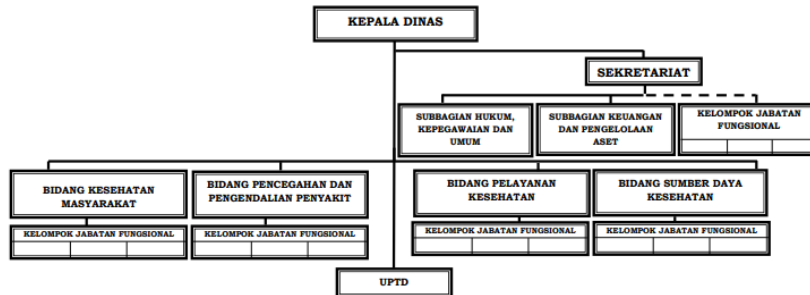 KEPALA DINAS
SEKRETARIAT
SUBBAGIAN HUKUM,
KEPEGAWAIAN DAN
UMUM
SUBBAGIAN KEUANGAN
DAN PENGELOLAAN
ASET
KELOMPOK JABATAN
FUNGSIONAL
BIDANG KESEHATAN
MASYARAKAT
BIDANG PENCEGAHAN DAN
PENGENDALIAN PENYAKIT
BIDANG PELAYANAN
KESEHATAN
BIDANG SUMBER DAYA
KESEHATAN
KELOMPOK JABATAN FUNGSIONAL
KELOMPOK JABATAN FUNGSIONAL
KELOMPOK JABATAN FUNGSIONAL
KELOMPOK JABATAN FUNGSIONAL
UPTD